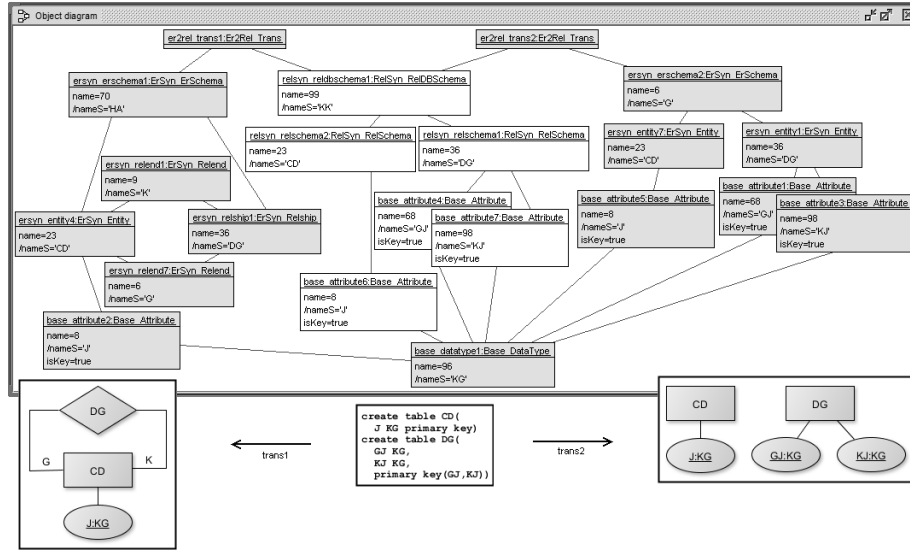 Object diagram
er2rel_trans1:Er2Rel_Trans
er2rel_trans2:Er2Rel_Trans
ersyn_erschema1:ErSyn_ErSchema
name=70
/nameS='HA'
relsyn_reldbschema1:RelSyn_RelDBSchema
name=99
/nameS='KK'
ersyn_erschema2:ErSyn_ErSchema
name=6
/nameS='G'
relsyn_relschema2:RelSyn_RelSchema
name=23
/nameS='CD'
relsyn_relschema1:RelSyn_RelSchema
name=36
/nameS='DG'
ersyn_entity7:ErSyn_Entity
name=23
/nameS='CD'
ersyn_entity1:ErSyn_Entity
name=36
/nameS='DG'
ersyn_relend1:ErSyn_Relend
name=9
/nameS='K'
ersyn_entity4:ErSyn_Entity
name=23
/nameS='CD'
ersyn_relship1:ErSyn_Relship
name=36
/nameS='DG'
base_attribute4:Base_Attribute
name=68
/nameS='GJ'
isKey=true
base_attribute7:Base_Attribute
name=98
/nameS='KJ'
isKey=true
base_attribute5:Base_Attribute
name=8
/nameS='J'
isKey=true
base_attribute1:Base_Attribute
name=68
/nameS='GJ'
isKey=true
base_attribute3:Base_Attribute
name=98
/nameS='KJ'
isKey=true
ersyn_relend7:ErSyn_Relend
name=6
/nameS='G'
base_attribute6:Base_Attribute
name=8
/nameS='J'
isKey=true
base_attribute2:Base_Attribute
name=8
/nameS='J'
isKey=true
base_datatype1:Base_DataType
name=96
/nameS='KG'
DG
G
K
CD
J:KG
trans1
create table CD(
J KG primary key)
create table DG(
GJ KG,
KJ KG,
primary key(GJ,KJ))
trans2
CD
DG
J:KG
GJ:KG
KJ:KG